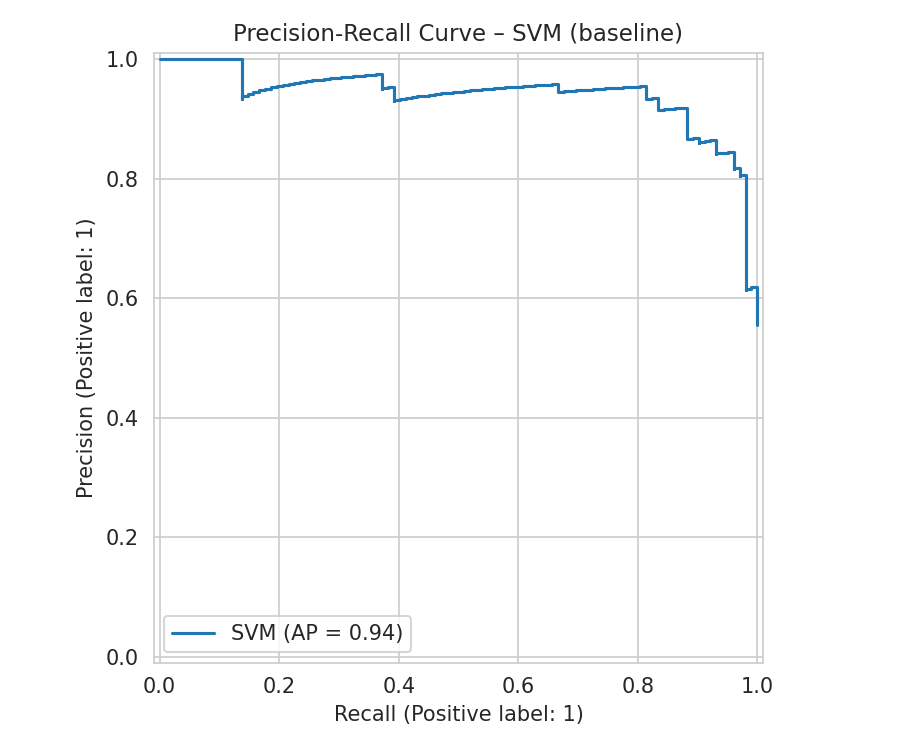 Precision-Recall Curve – SVM (baseline)
1.0
0.8
0.6
0.4
0.2
0.0
Precision (Positive label: 1)
SVM (AP = 0.94)
0.0 0.2 0.4 0.6 0.8 1.0
Recall (Positive label: 1)